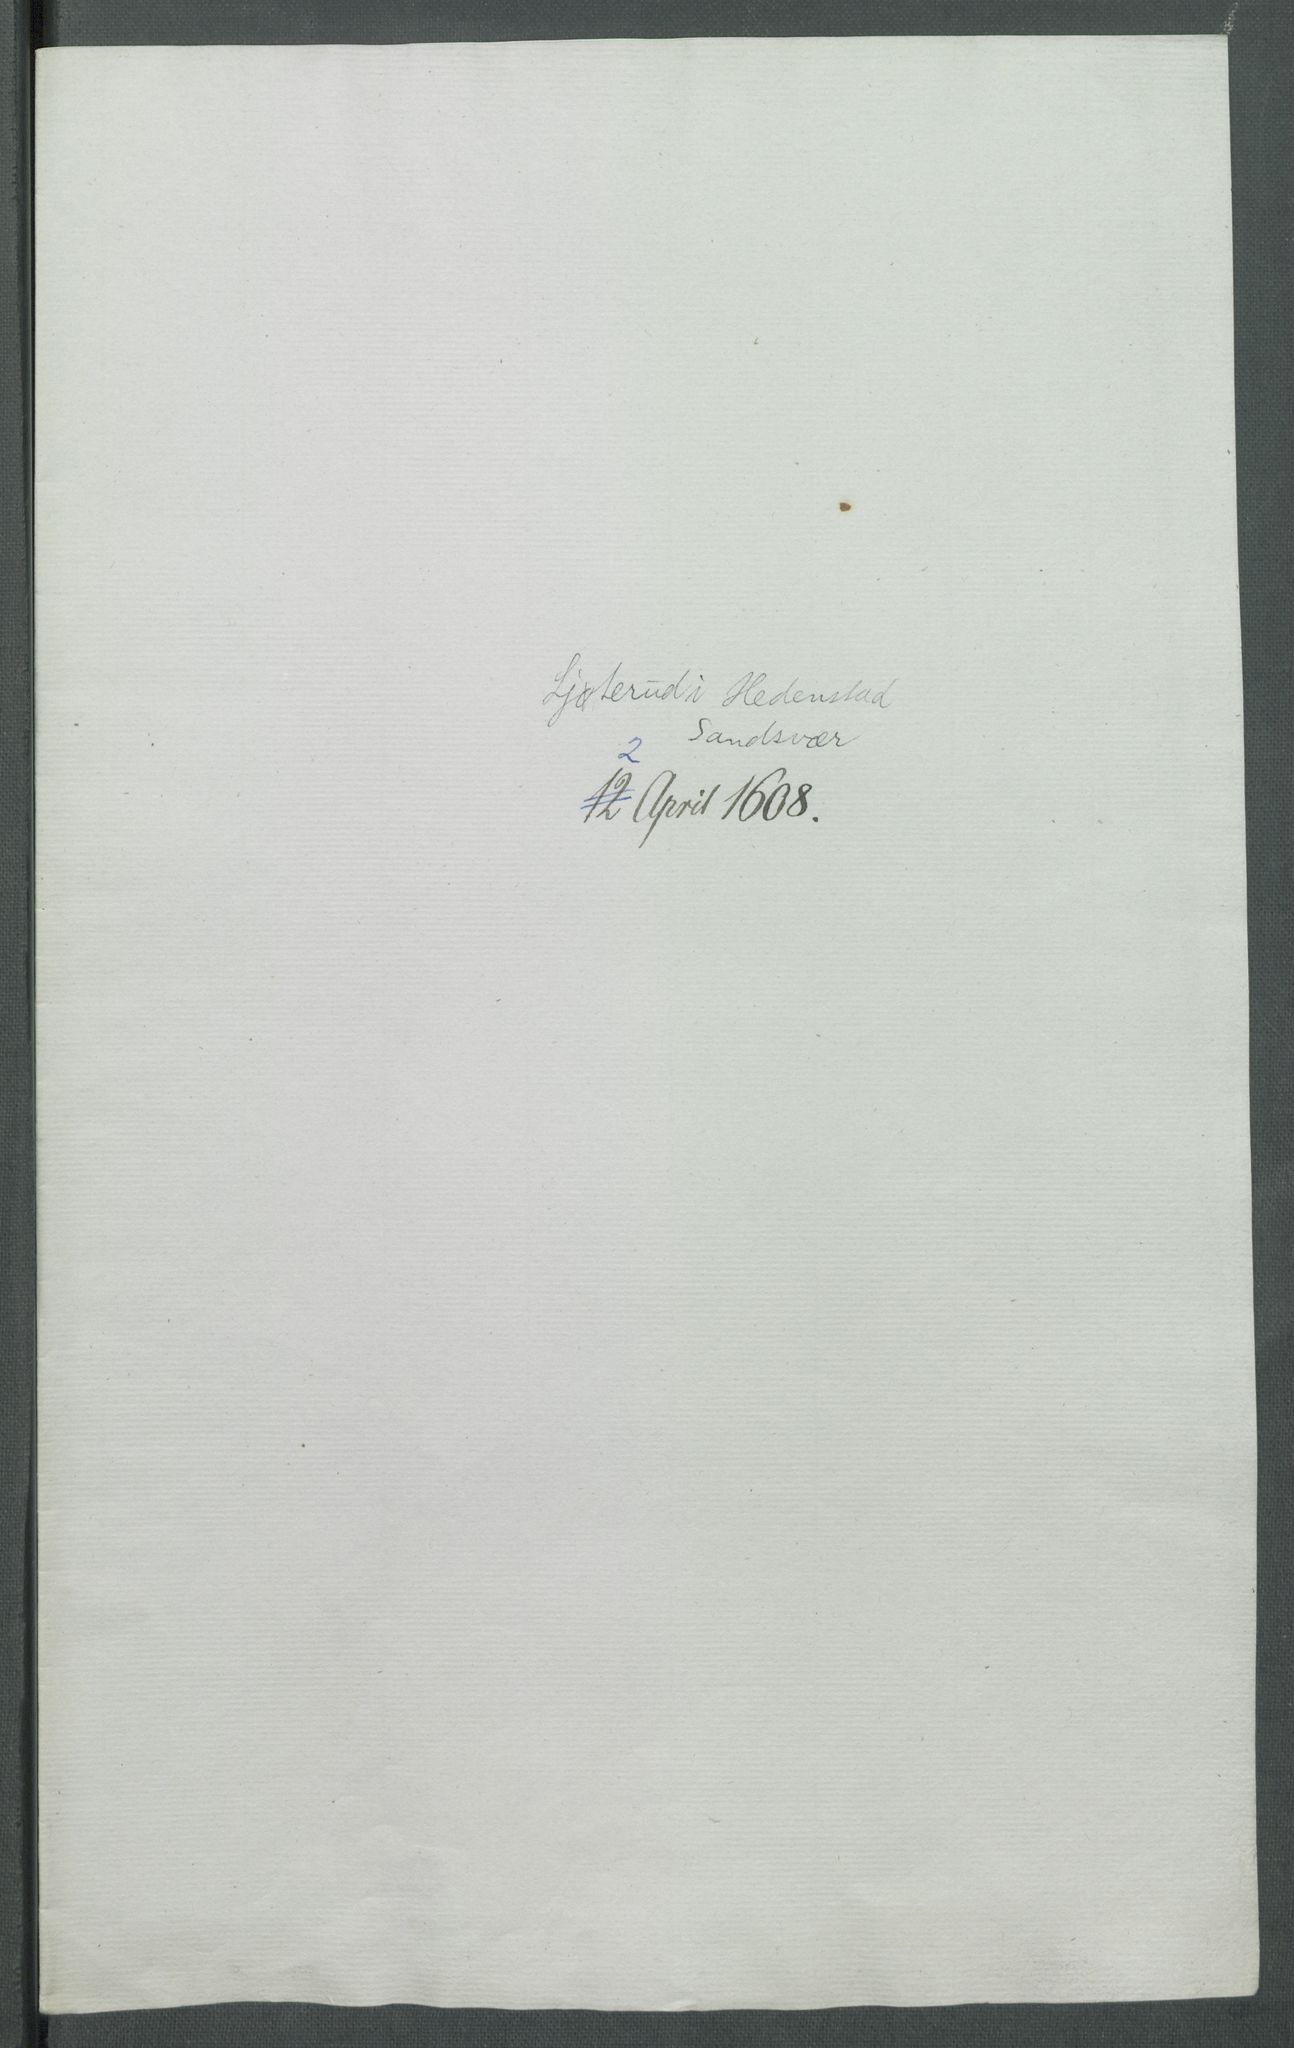 Ljøterud i Hedenstad
Sandsvær
2
12 April 1608.